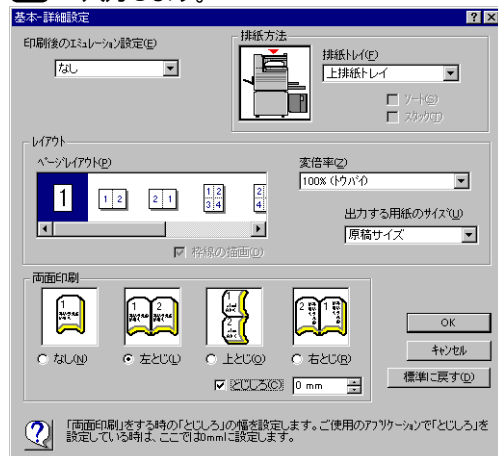 基本-詳細設定
印刷後のエミュレーション設定(E)
なし
排紙方法
排紙トレイ(F)
上排紙トレイ
ソート(G)
スタック(T)
レイアウト
ページレイアウト(P)
1
1 2
2 1
1 2
3 4
2
4
枠線の描画(D)
変倍率(Z)
100% (トウバイ)
出力する用紙のサイズ(U)
原稿サイズ
両面印刷
1
1 2
1
2
2 1
なし(N)
左とじ(L)
上とじ(O)
右とじ(R)
とじしろ(C)
0 mm
OK
キャンセル
標準に戻す(D)
「両面印刷」をする時の「とじしろ」の幅を設定します。ご使用のアプリケーションで「とじしろ」を
設定している時は、ここでは0mmに設定します。